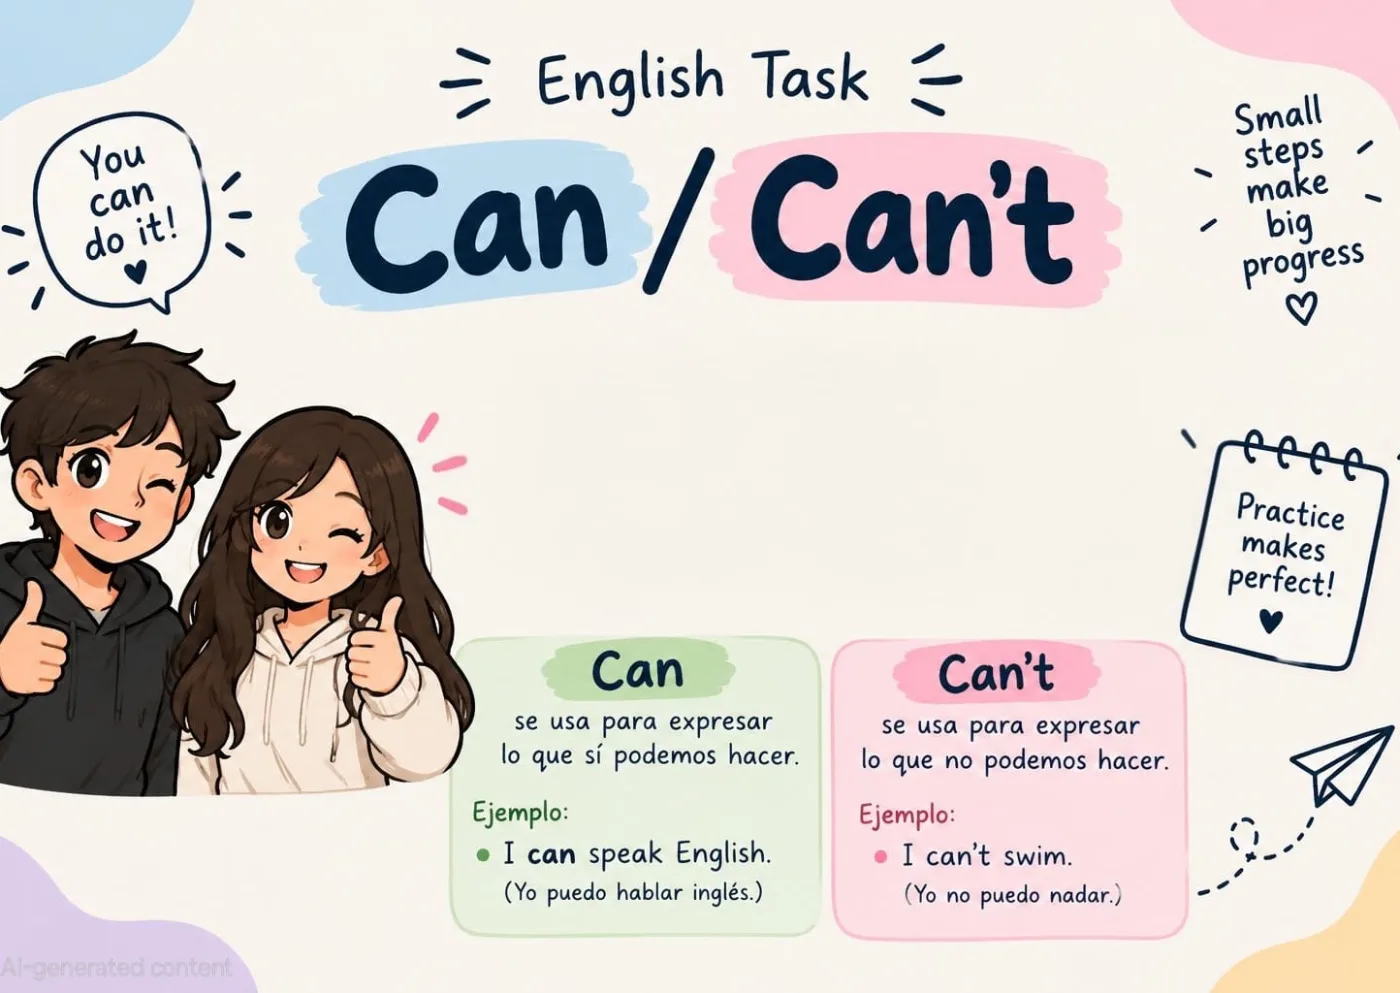 English Task
Can / Can't
You
can
do it!
Small
steps
make
big
progress
Practice
makes
perfect!
Can
se usa para expresar
lo que sí podemos hacer.
Ejemplo:
I can speak English.
(Yo puedo hablar inglés.)
Can't
se usa para expresar
lo que no podemos hacer.
Ejemplo:
I can't swim.
(Yo no puedo nadar.)
AI-generated content